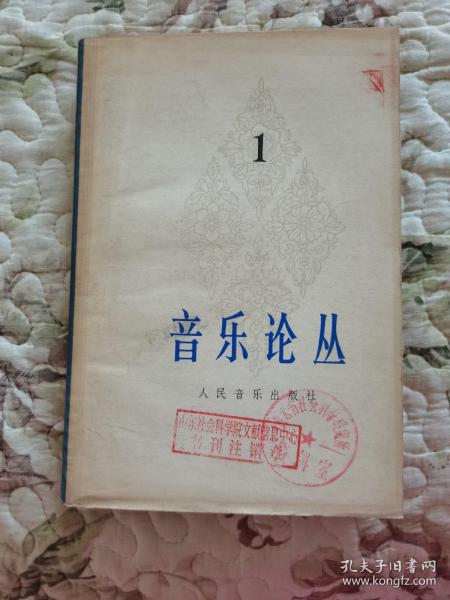 1
音乐论丛
人民音乐出版社
山东社会科学院文献信息中心
书刊注销章
孔夫子旧书网
www.kongfz.com